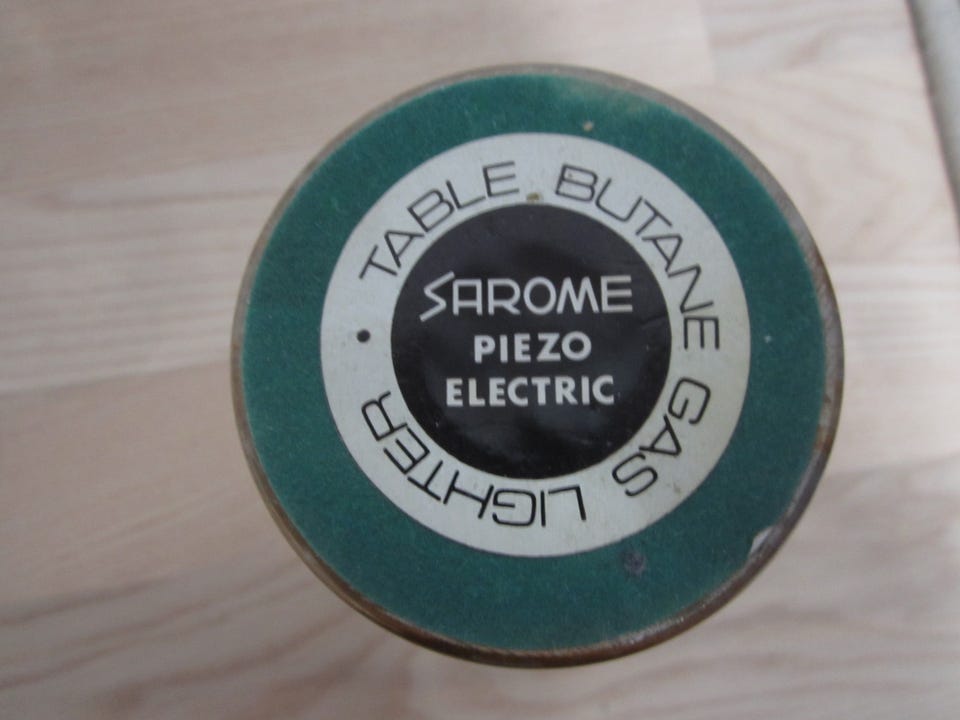 TABLE BUTANE GAS LIGHTER
SAROME
PIEZO
ELECTRIC